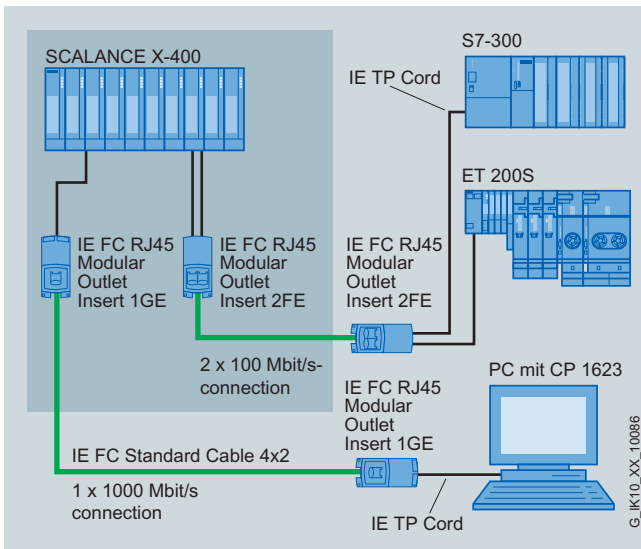 SCALANCE X-400
S7-300
IE TP Cord
ET 200S
IE FC RJ45
Modular
Outlet
Insert 1GE
IE FC RJ45
Modular
Outlet
Insert 2FE
IE FC RJ45
Modular
Outlet
Insert 2FE
2 x 100 Mbit/s-
connection
PC mit CP 1623
IE FC RJ45
Modular
Outlet
Insert 1GE
IE FC Standard Cable 4x2
1 x 1000 Mbit/s
connection
IE TP Cord
G_IK10_XX_10086